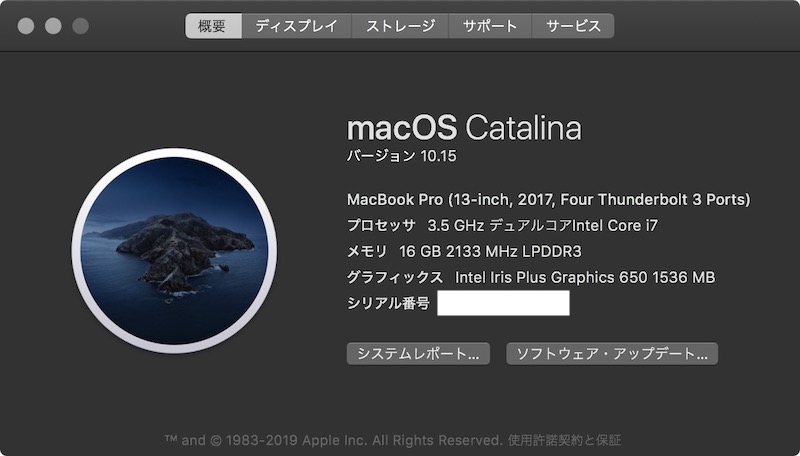 概要 ディスプレイ ストレージ サポート サービス
macOS Catalina
バージョン 10.15
MacBook Pro (13-inch, 2017, Four Thunderbolt 3 Ports)
プロセッサ 3.5 GHz デュアルコアIntel Core i7
メモリ 16 GB 2133 MHz LPDDR3
グラフィックス Intel Iris Plus Graphics 650 1536 MB
シリアル番号
システムレポート... ソフトウェア・アップデート...
™ and © 1983-2019 Apple Inc. All Rights Reserved. 使用許諾契約と保証